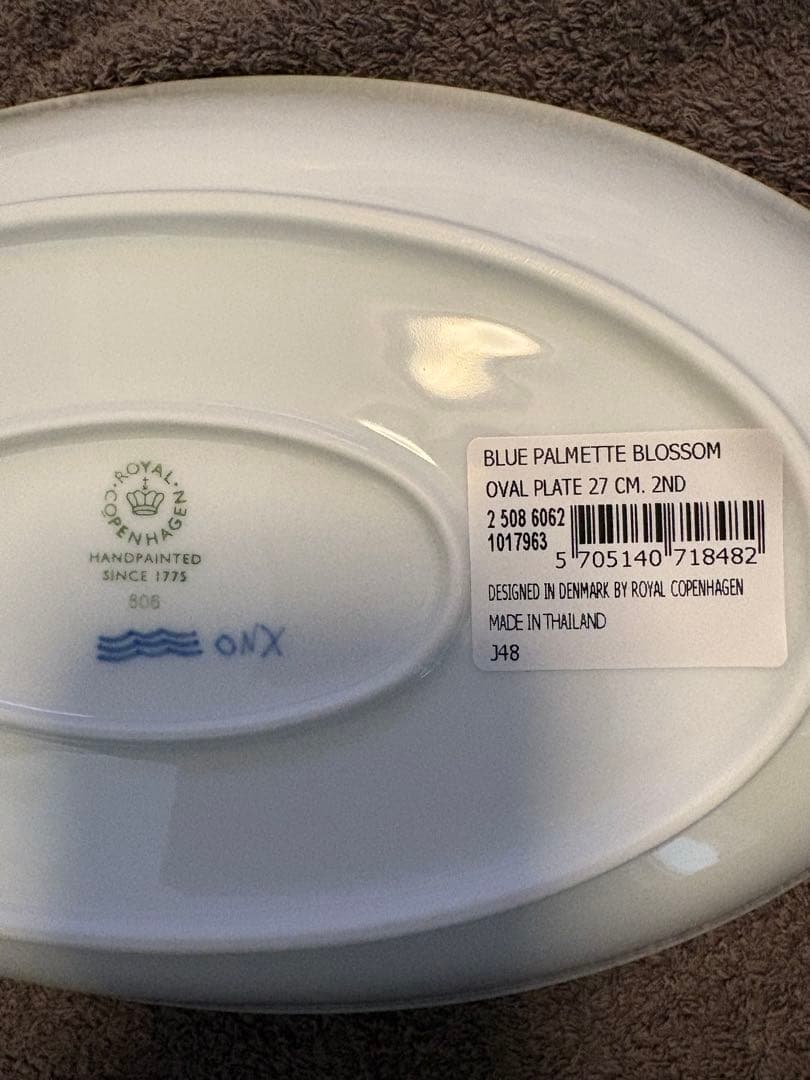 ROYAL
COPENHAGEN
HANDPAINTED
SINCE 1775
806
ONX
BLUE PALMETTE BLOSSOM
OVAL PLATE 27 CM. 2ND
2 508 6062
1017963
5 705140 718482
DESIGNED IN DENMARK BY ROYAL COPENHAGEN
MADE IN THAILAND
J48